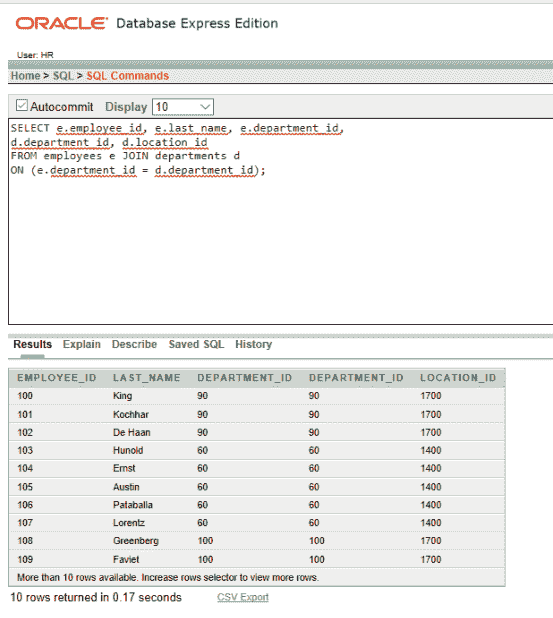 ORACLE Database Express Edition
User: HR
Home > SQL > SQL Commands
Autocommit Display 10
SELECT e.employee_id, e.last_name, e.department_id,
d.department_id, d.location_id
FROM employees e JOIN departments d
ON (e.department_id = d.department_id);
Results Explain Describe Saved SQL History
EMPLOYEE_ID LAST_NAME DEPARTMENT_ID DEPARTMENT_ID LOCATION_ID
100 King 90 90 1700
101 Kochhar 90 90 1700
102 De Haan 90 90 1700
103 Hunold 60 60 1400
104 Ernst 60 60 1400
105 Austin 60 60 1400
106 Pataballa 60 60 1400
107 Lorentz 60 60 1400
108 Greenberg 100 100 1700
109 Faviet 100 100 1700
More than 10 rows available. Increase rows selector to view more rows.
10 rows returned in 0.17 seconds CSV Export